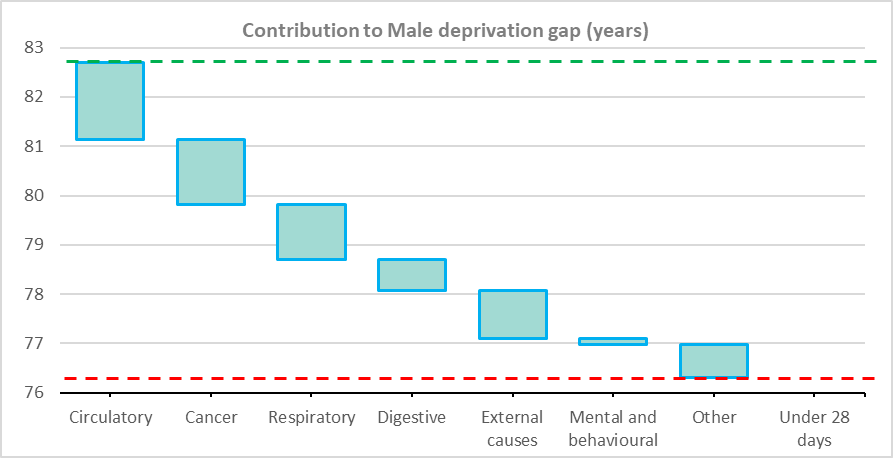 Contribution to Male deprivation gap (years)
83
82
81
80
79
78
77
76
Circulatory
Cancer
Respiratory
Digestive
External
causes
Mental and
behavioural
Other
Under 28
days